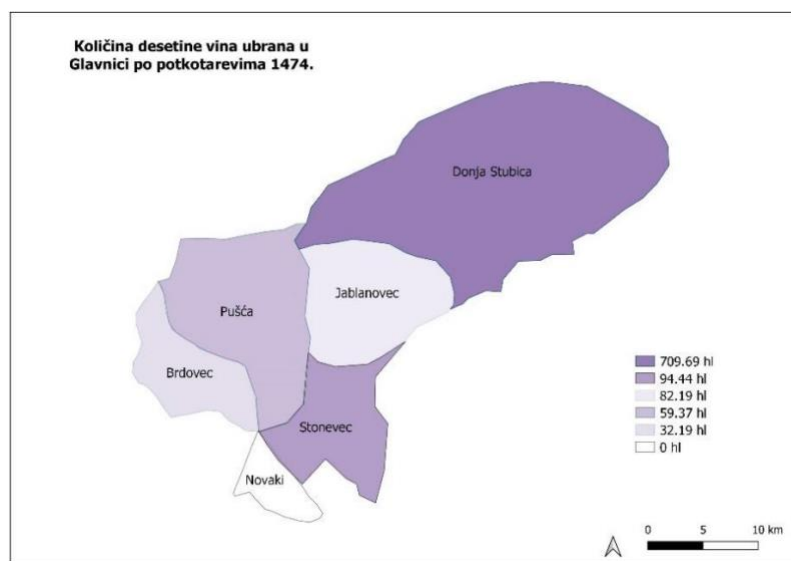 Količina desetine vina ubrana u
Glavnici po potkotarevima 1474.
Donja Stubica
Jablanovec
Pušća
Brdovec
Stonevec
Novaki
709.69 hl
94.44 hl
82.19 hl
59.37 hl
32.19 hl
0 hl
0 5 10 km